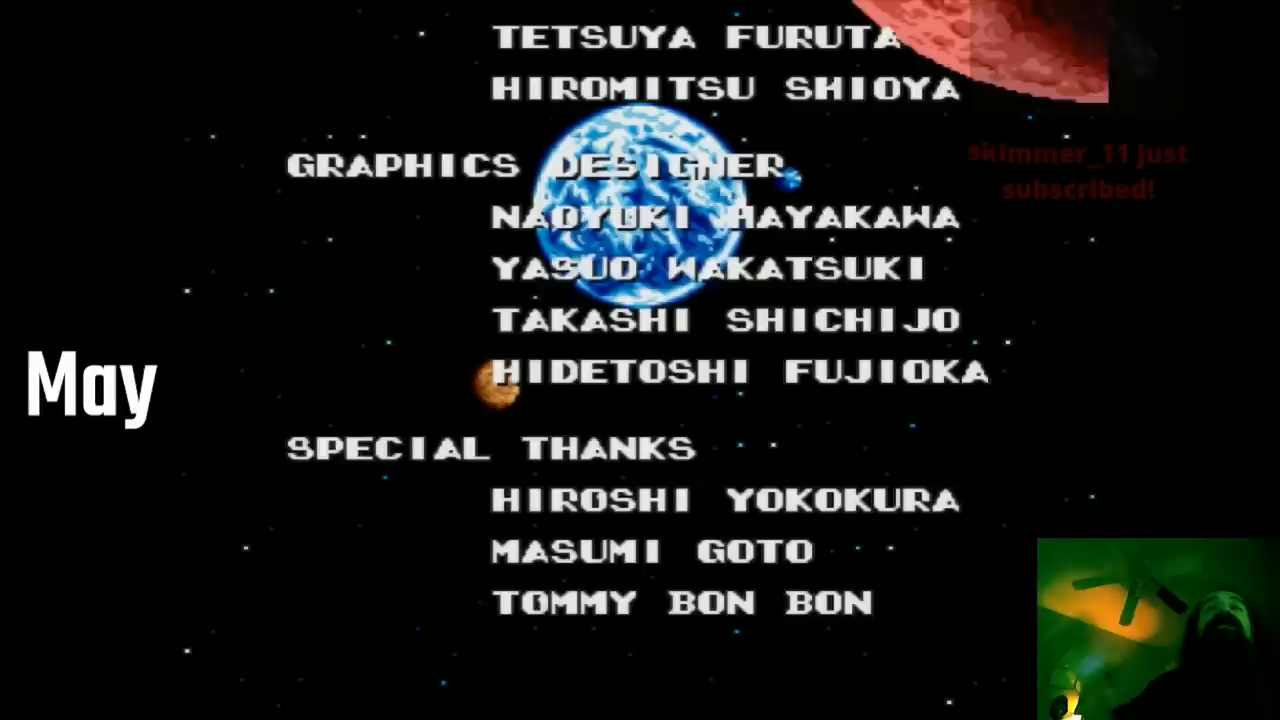 TETSUYA FURUTA
HIROMITSU SHIOYA
skimmer_11 just
subscribed!
GRAPHICS DESIGNER
NAOYUKI HAYAKAWA
YASUO WAKATSUKI
TAKASHI SHICHIJO
HIDETOSHI FUJIOKA
May
SPECIAL THANKS
HIROSHI YOKOKURA
MASUMI GOTO
TOMMY BON BON